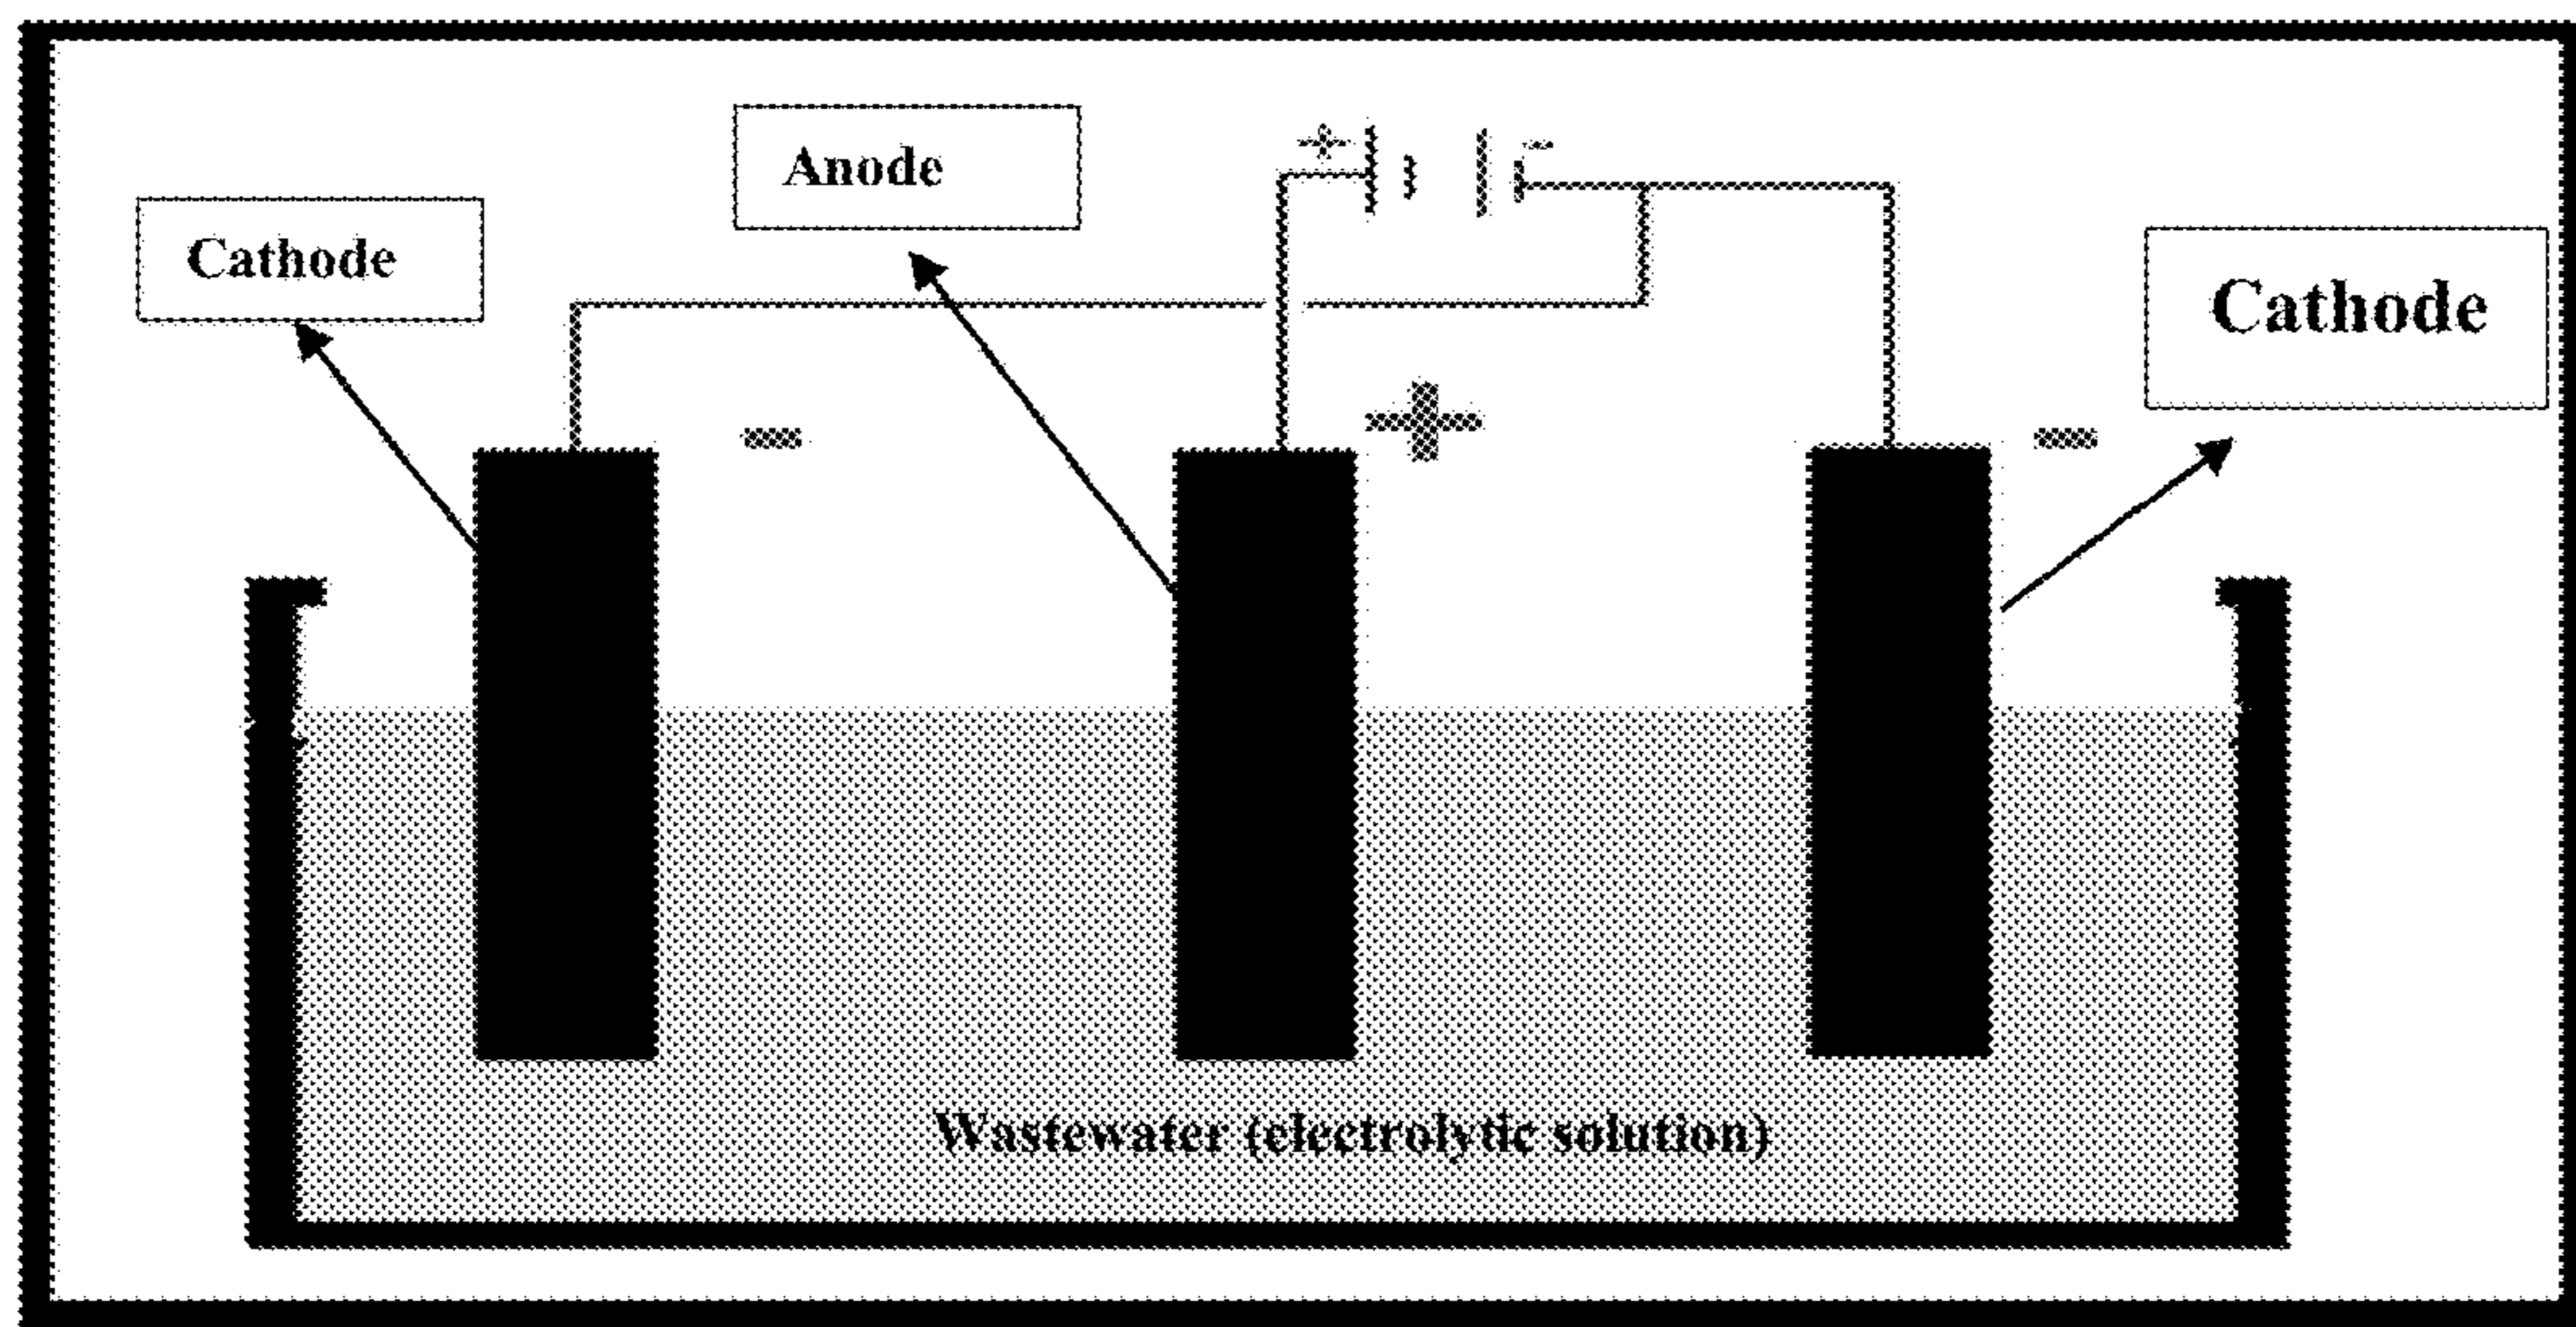 Anode
+ -
Cathode
Cathode
- + -
Wastewater (electrolytic solution)